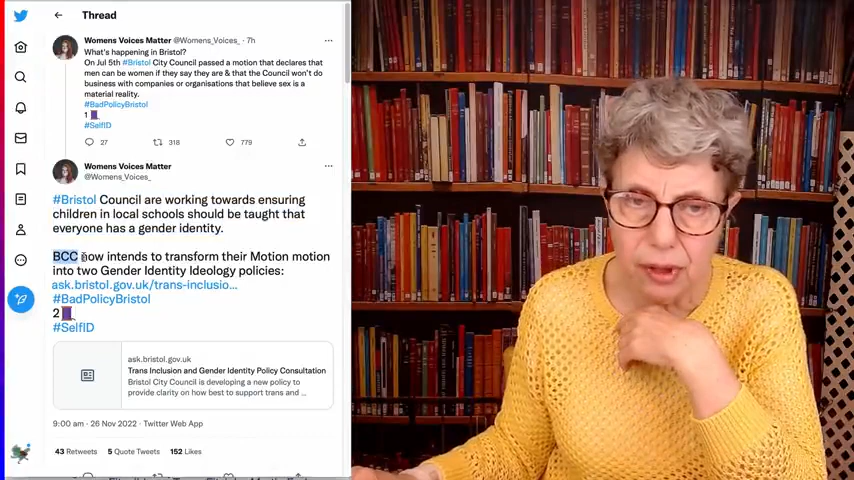 Thread
Womens Voices Matter @Womens_Voices_ · 7h
What's happening in Bristol?
On Jul 5th #Bristol City Council passed a motion that declares that
men can be women if they say they are & that the Council won't do
business with companies or organisations that believe sex is a
material reality.
#BadPolicyBristol
1
#SelfID
27
318
779
Womens Voices Matter
@Womens_Voices_
#Bristol Council are working towards ensuring
children in local schools should be taught that
everyone has a gender identity.
BCC now intends to transform their Motion motion
into two Gender Identity Ideology policies:
ask.bristol.gov.uk/trans-inclusio...
#BadPolicyBristol
2
#SelfID
ask.bristol.gov.uk
Trans Inclusion and Gender Identity Policy Consultation
Bristol City Council is developing a new policy to
provide clarity on how best to support trans and ...
9:00 am · 26 Nov 2022 · Twitter Web App
43 Retweets 5 Quote Tweets 152 Likes